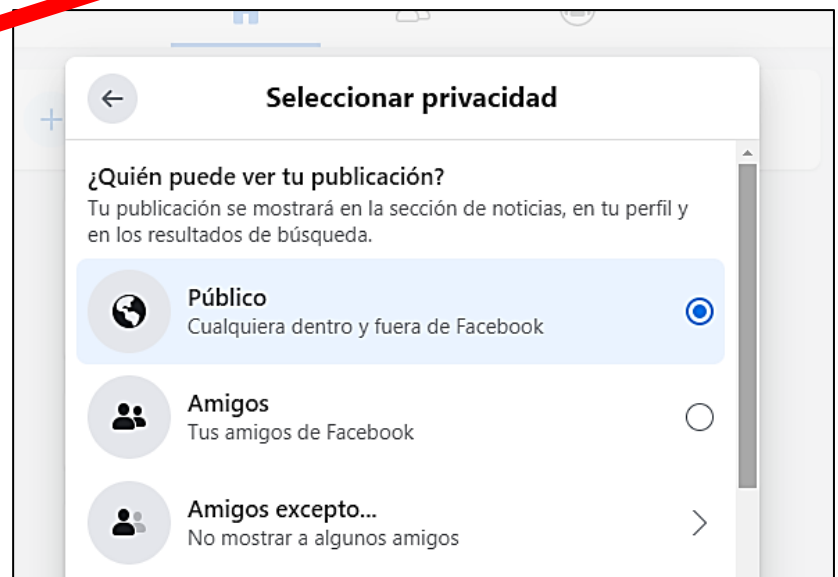 Seleccionar privacidad
¿Quién puede ver tu publicación?
Tu publicación se mostrará en la sección de noticias, en tu perfil y
en los resultados de búsqueda.
Público
Cualquiera dentro y fuera de Facebook
Amigos
Tus amigos de Facebook
Amigos excepto...
No mostrar a algunos amigos